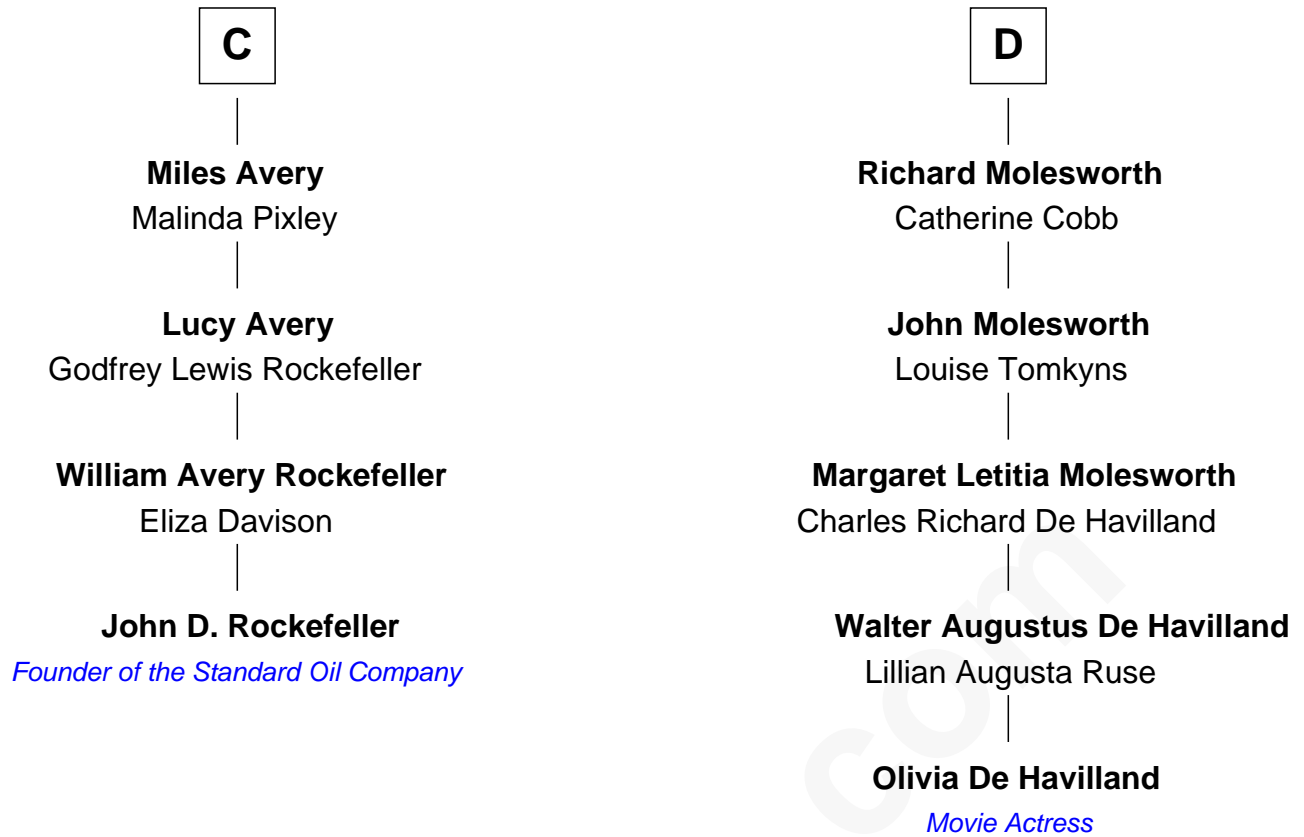 C
Miles Avery
Malinda Pixley
Lucy Avery
Godfrey Lewis Rockefeller
William Avery Rockefeller
Eliza Davison
John D. Rockefeller
Founder of the Standard Oil Company
D
Richard Molesworth
Catherine Cobb
John Molesworth
Louise Tomkyns
Margaret Letitia Molesworth
Charles Richard De Havilland
Walter Augustus De Havilland
Lillian Augusta Ruse
Olivia De Havilland
Movie Actress
com